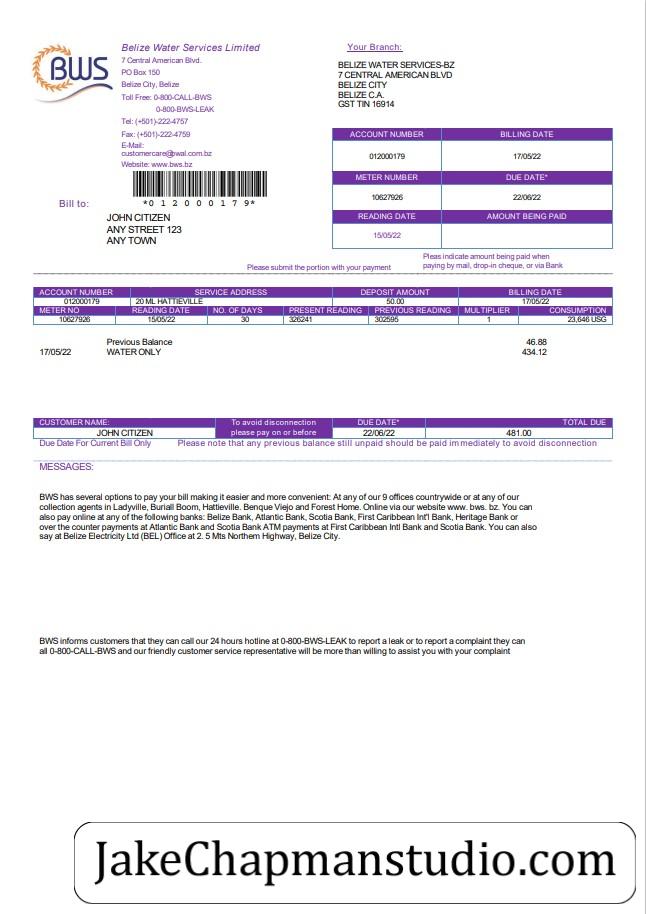 BWS
Belize Water Services Limited
7 Central American Blvd.
PO Box 150
Belize City, Belize
Toll Free: 0-800-CALL-BWS
0-800-BWS-LEAK
Tel: (+501)-222-4757
Fax: (+501)-222-4759
E-Mail:
customercare@bwal.com.bz
Website: www.bws.bz
*012000179*
Bill to:
JOHN CITIZEN
ANY STREET 123
ANY TOWN
Your Branch:
BELIZE WATER SERVICES-BZ
7 CENTRAL AMERICAN BLVD
BELIZE CITY
BELIZE C.A.
GST TIN 16914
ACCOUNT NUMBER BILLING DATE
012000179 17/05/22
METER NUMBER DUE DATE*
10627926 22/06/22
READING DATE AMOUNT BEING PAID
15/05/22
Please submit the portion with your payment
Pleas indicate amount being paid when
paying by mail, drop-in cheque, or via Bank
ACCOUNT NUMBER SERVICE ADDRESS DEPOSIT AMOUNT BILLING DATE
012000179 20 ML HATTIEVILLE 50.00 17/05/22
METER NO READING DATE NO. OF DAYS PRESENT READING PREVIOUS READING MULTIPLIER CONSUMPTION
10627926 15/05/22 30 326241 302595 1 23,646 USG
Previous Balance 46.88
17/05/22 WATER ONLY 434.12
CUSTOMER NAME: To avoid disconnection DUE DATE* TOTAL DUE
JOHN CITIZEN please pay on or before 22/06/22 481.00
Due Date For Current Bill Only Please note that any previous balance still unpaid should be paid immediately to avoid disconnection
MESSAGES:
BWS has several options to pay your bill making it easier and more convenient: At any of our 9 offices countrywide or at any of our
collection agents in Ladyville, Buriall Boom, Hattieville. Benque Viejo and Forest Home. Online via our website www. bws. bz. You can
also pay online at any of the following banks: Belize Bank, Atlantic Bank, Scotia Bank, First Caribbean Int'l Bank, Heritage Bank or
over the counter payments at Atlantic Bank and Scotia Bank ATM payments at First Caribbean Intl Bank and Scotia Bank. You can also
say at Belize Electricity Ltd (BEL) Office at 2. 5 Mts Northern Highway, Belize City.
BWS informs customers that they can call our 24 hours hotline at 0-800-BWS-LEAK to report a leak or to report a complaint they can
all 0-800-CALL-BWS and our friendly customer service representative will be more than willing to assist you with your complaint
JakeChapmanstudio.com